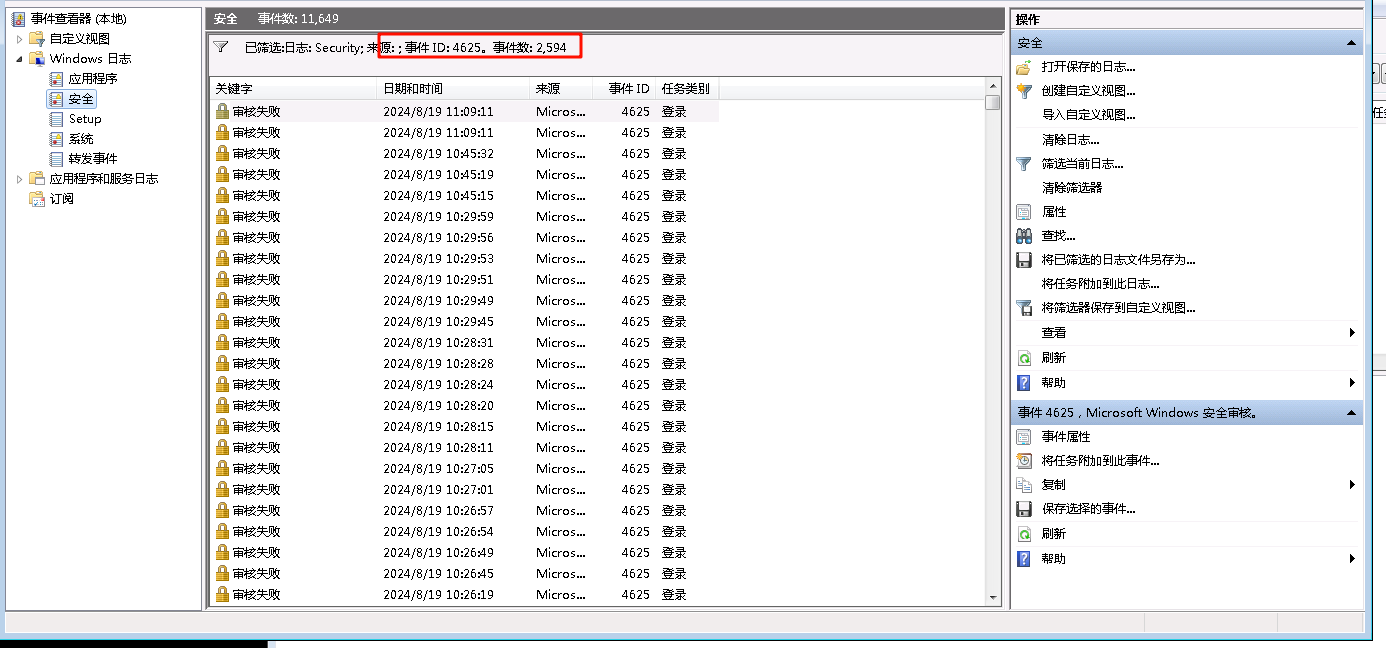 事件查看器 (本地)
自定义视图
Windows 日志
应用程序
安全
Setup
系统
转发事件
应用程序和服务日志
订阅
安全 事件数: 11,649
已筛选:日志: Security; 来源: ; 事件 ID: 4625。事件数: 2,594
关键字 日期和时间 来源 事件 ID 任务类别
审核失败 2024/8/19 11:09:11 Micros... 4625 登录
审核失败 2024/8/19 11:09:11 Micros... 4625 登录
审核失败 2024/8/19 10:45:32 Micros... 4625 登录
审核失败 2024/8/19 10:45:19 Micros... 4625 登录
审核失败 2024/8/19 10:45:15 Micros... 4625 登录
审核失败 2024/8/19 10:29:59 Micros... 4625 登录
审核失败 2024/8/19 10:29:56 Micros... 4625 登录
审核失败 2024/8/19 10:29:53 Micros... 4625 登录
审核失败 2024/8/19 10:29:51 Micros... 4625 登录
审核失败 2024/8/19 10:29:49 Micros... 4625 登录
审核失败 2024/8/19 10:29:45 Micros... 4625 登录
审核失败 2024/8/19 10:28:31 Micros... 4625 登录
审核失败 2024/8/19 10:28:28 Micros... 4625 登录
审核失败 2024/8/19 10:28:24 Micros... 4625 登录
审核失败 2024/8/19 10:28:20 Micros... 4625 登录
审核失败 2024/8/19 10:28:15 Micros... 4625 登录
审核失败 2024/8/19 10:28:11 Micros... 4625 登录
审核失败 2024/8/19 10:27:05 Micros... 4625 登录
审核失败 2024/8/19 10:27:01 Micros... 4625 登录
审核失败 2024/8/19 10:26:57 Micros... 4625 登录
审核失败 2024/8/19 10:26:54 Micros... 4625 登录
审核失败 2024/8/19 10:26:49 Micros... 4625 登录
审核失败 2024/8/19 10:26:45 Micros... 4625 登录
审核失败 2024/8/19 10:26:19 Micros... 4625 登录
操作
安全
打开保存的日志...
创建自定义视图...
导入自定义视图...
清除日志...
筛选当前日志...
清除筛选器
属性
查找...
将已筛选的日志文件另存为...
将任务附加到此日志...
将筛选器保存到自定义视图...
查看
刷新
帮助
事件 4625，Microsoft Windows 安全审核。
事件属性
将任务附加到此事件...
复制
保存选择的事件...
刷新
帮助